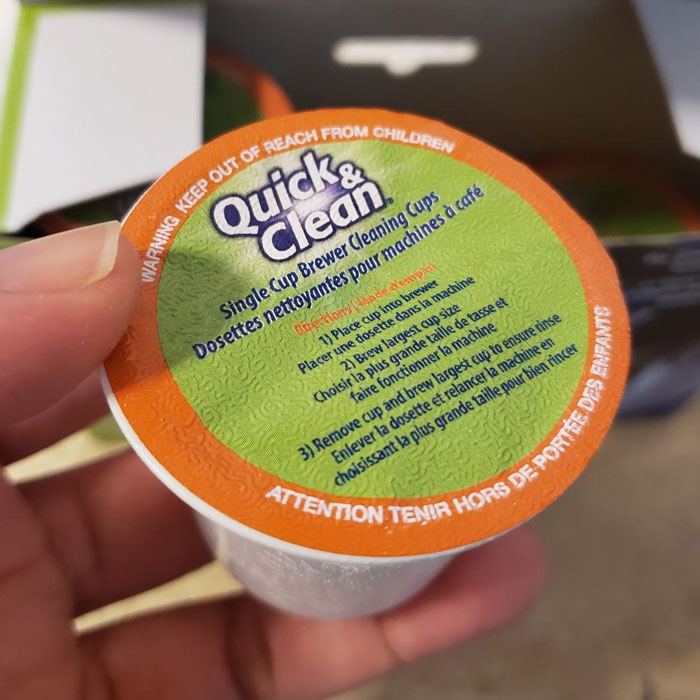 WARNING KEEP OUT OF REACH FROM CHILDREN
Quick &
Clean®
Single Cup Brewer Cleaning Cups
Dosettes nettoyantes pour machines à café
Directions | Mode d'emploi
1) Place cup into brewer
Placer une dosette dans la machine
2) Brew largest cup size
Choisir la plus grande taille de tasse et
faire fonctionner la machine
3) Remove cup and brew largest cup to ensure rinse
Enlever la dosette et relancer la machine en
choisissant la plus grande taille pour bien rincer
ATTENTION TENIR HORS DE PORTÉE DES ENFANTS